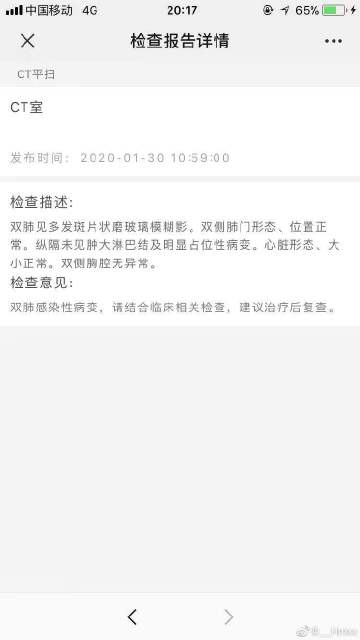 中国移动 4G 20:17 65%
检查报告详情
CT平扫
CT室
发布时间： 2020-01-30 10:59:00
检查描述：
双肺见多发斑片状磨玻璃模糊影。双侧肺门形态、位置正
常。纵隔未见肿大淋巴结及明显占位性病变。心脏形态、大
小正常。双侧胸腔无异常。
检查意见：
双肺感染性病变，请结合临床相关检查，建议治疗后复查。